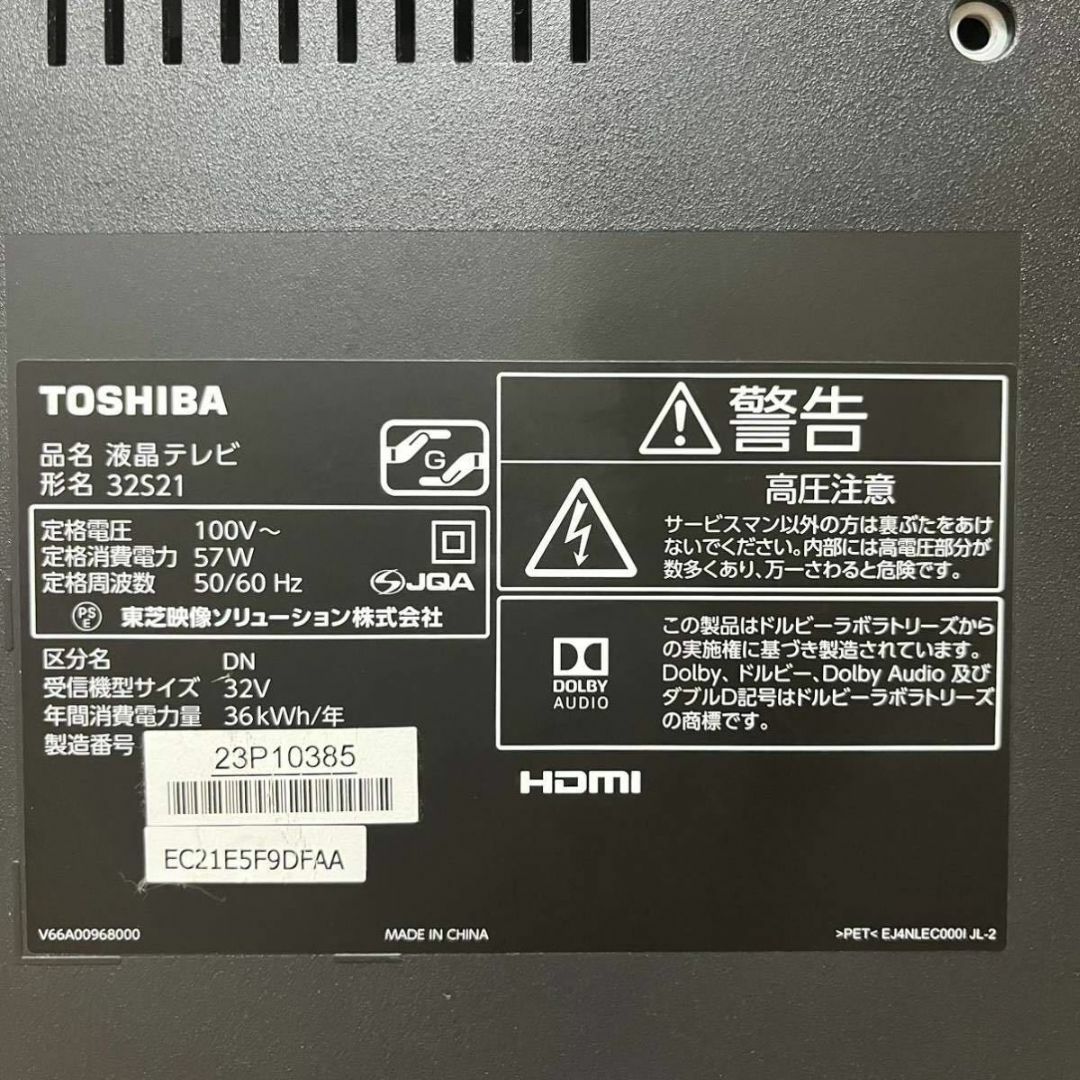 TOSHIBA
品名 液晶テレビ
形名 32S21
G
定格電圧 100V～
定格消費電力 57W
定格周波数 50/60 Hz
JQA
PSE 東芝映像ソリューション株式会社
区分名 DN
受信機型サイズ 32V
年間消費電力量 36kWh/年
製造番号
23P10385
EC21E5F9DFAA
V66A00968000
MADE IN CHINA
警告
高圧注意
サービスマン以外の方は裏ぶたをあけ
ないでください。内部には高電圧部分が
数多くあり、万一さわると危険です。
DOLBY
AUDIO
この製品はドルビーラボラトリーズから
の実施権に基づき製造されています。
Dolby、ドルビー、Dolby Audio 及び
ダブルD記号はドルビーラボラトリーズ
の商標です。
HDMI
>PET< EJ4NLEC000I JL-2